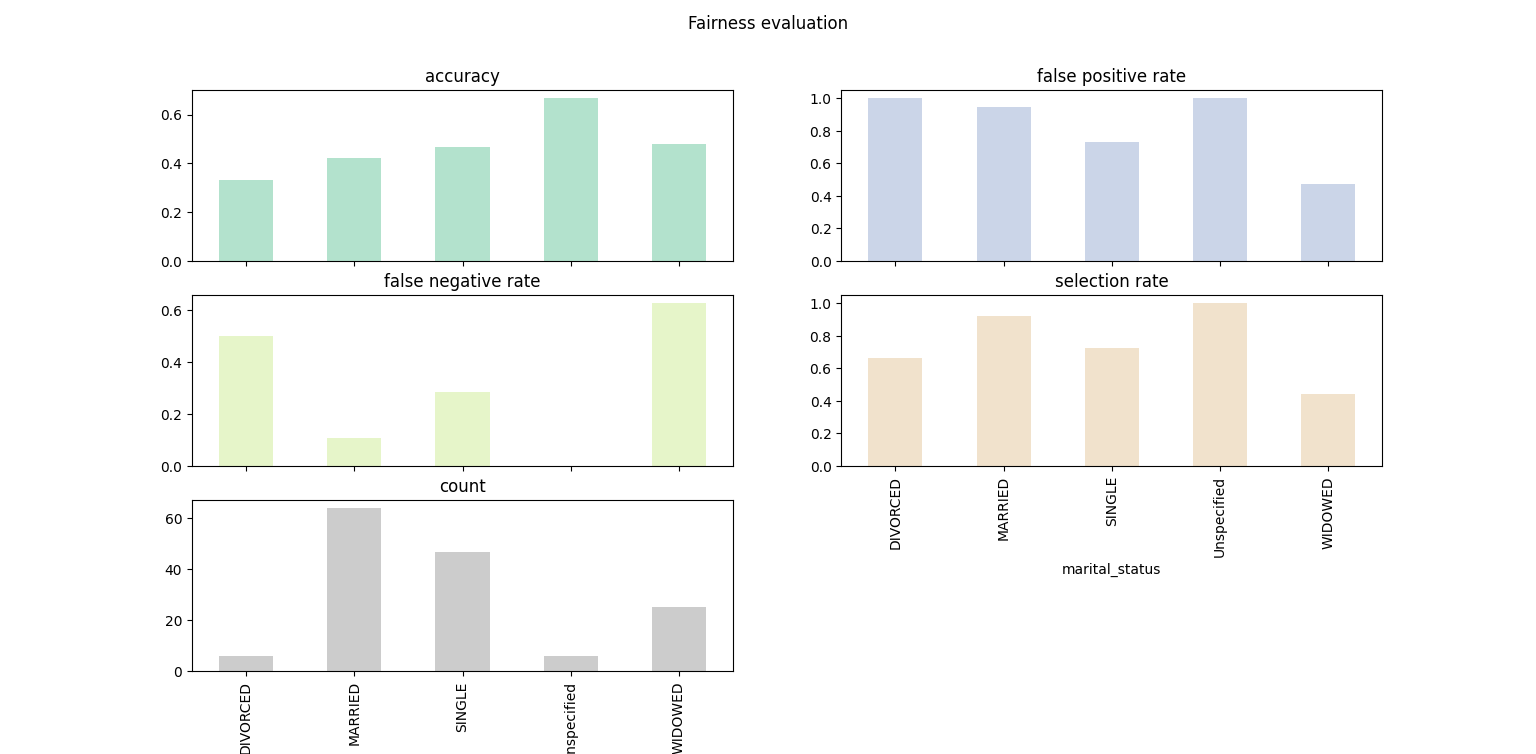 Fairness evaluation
accuracy
0.6
0.4
0.2
0.0
false positive rate
1.0
0.8
0.6
0.4
0.2
0.0
false negative rate
0.6
0.4
0.2
0.0
selection rate
1.0
0.8
0.6
0.4
0.2
0.0
DIVORCED
MARRIED
SINGLE
Unspecified
WIDOWED
marital_status
count
60
40
20
0
DIVORCED
MARRIED
SINGLE
nspecified
WIDOWED